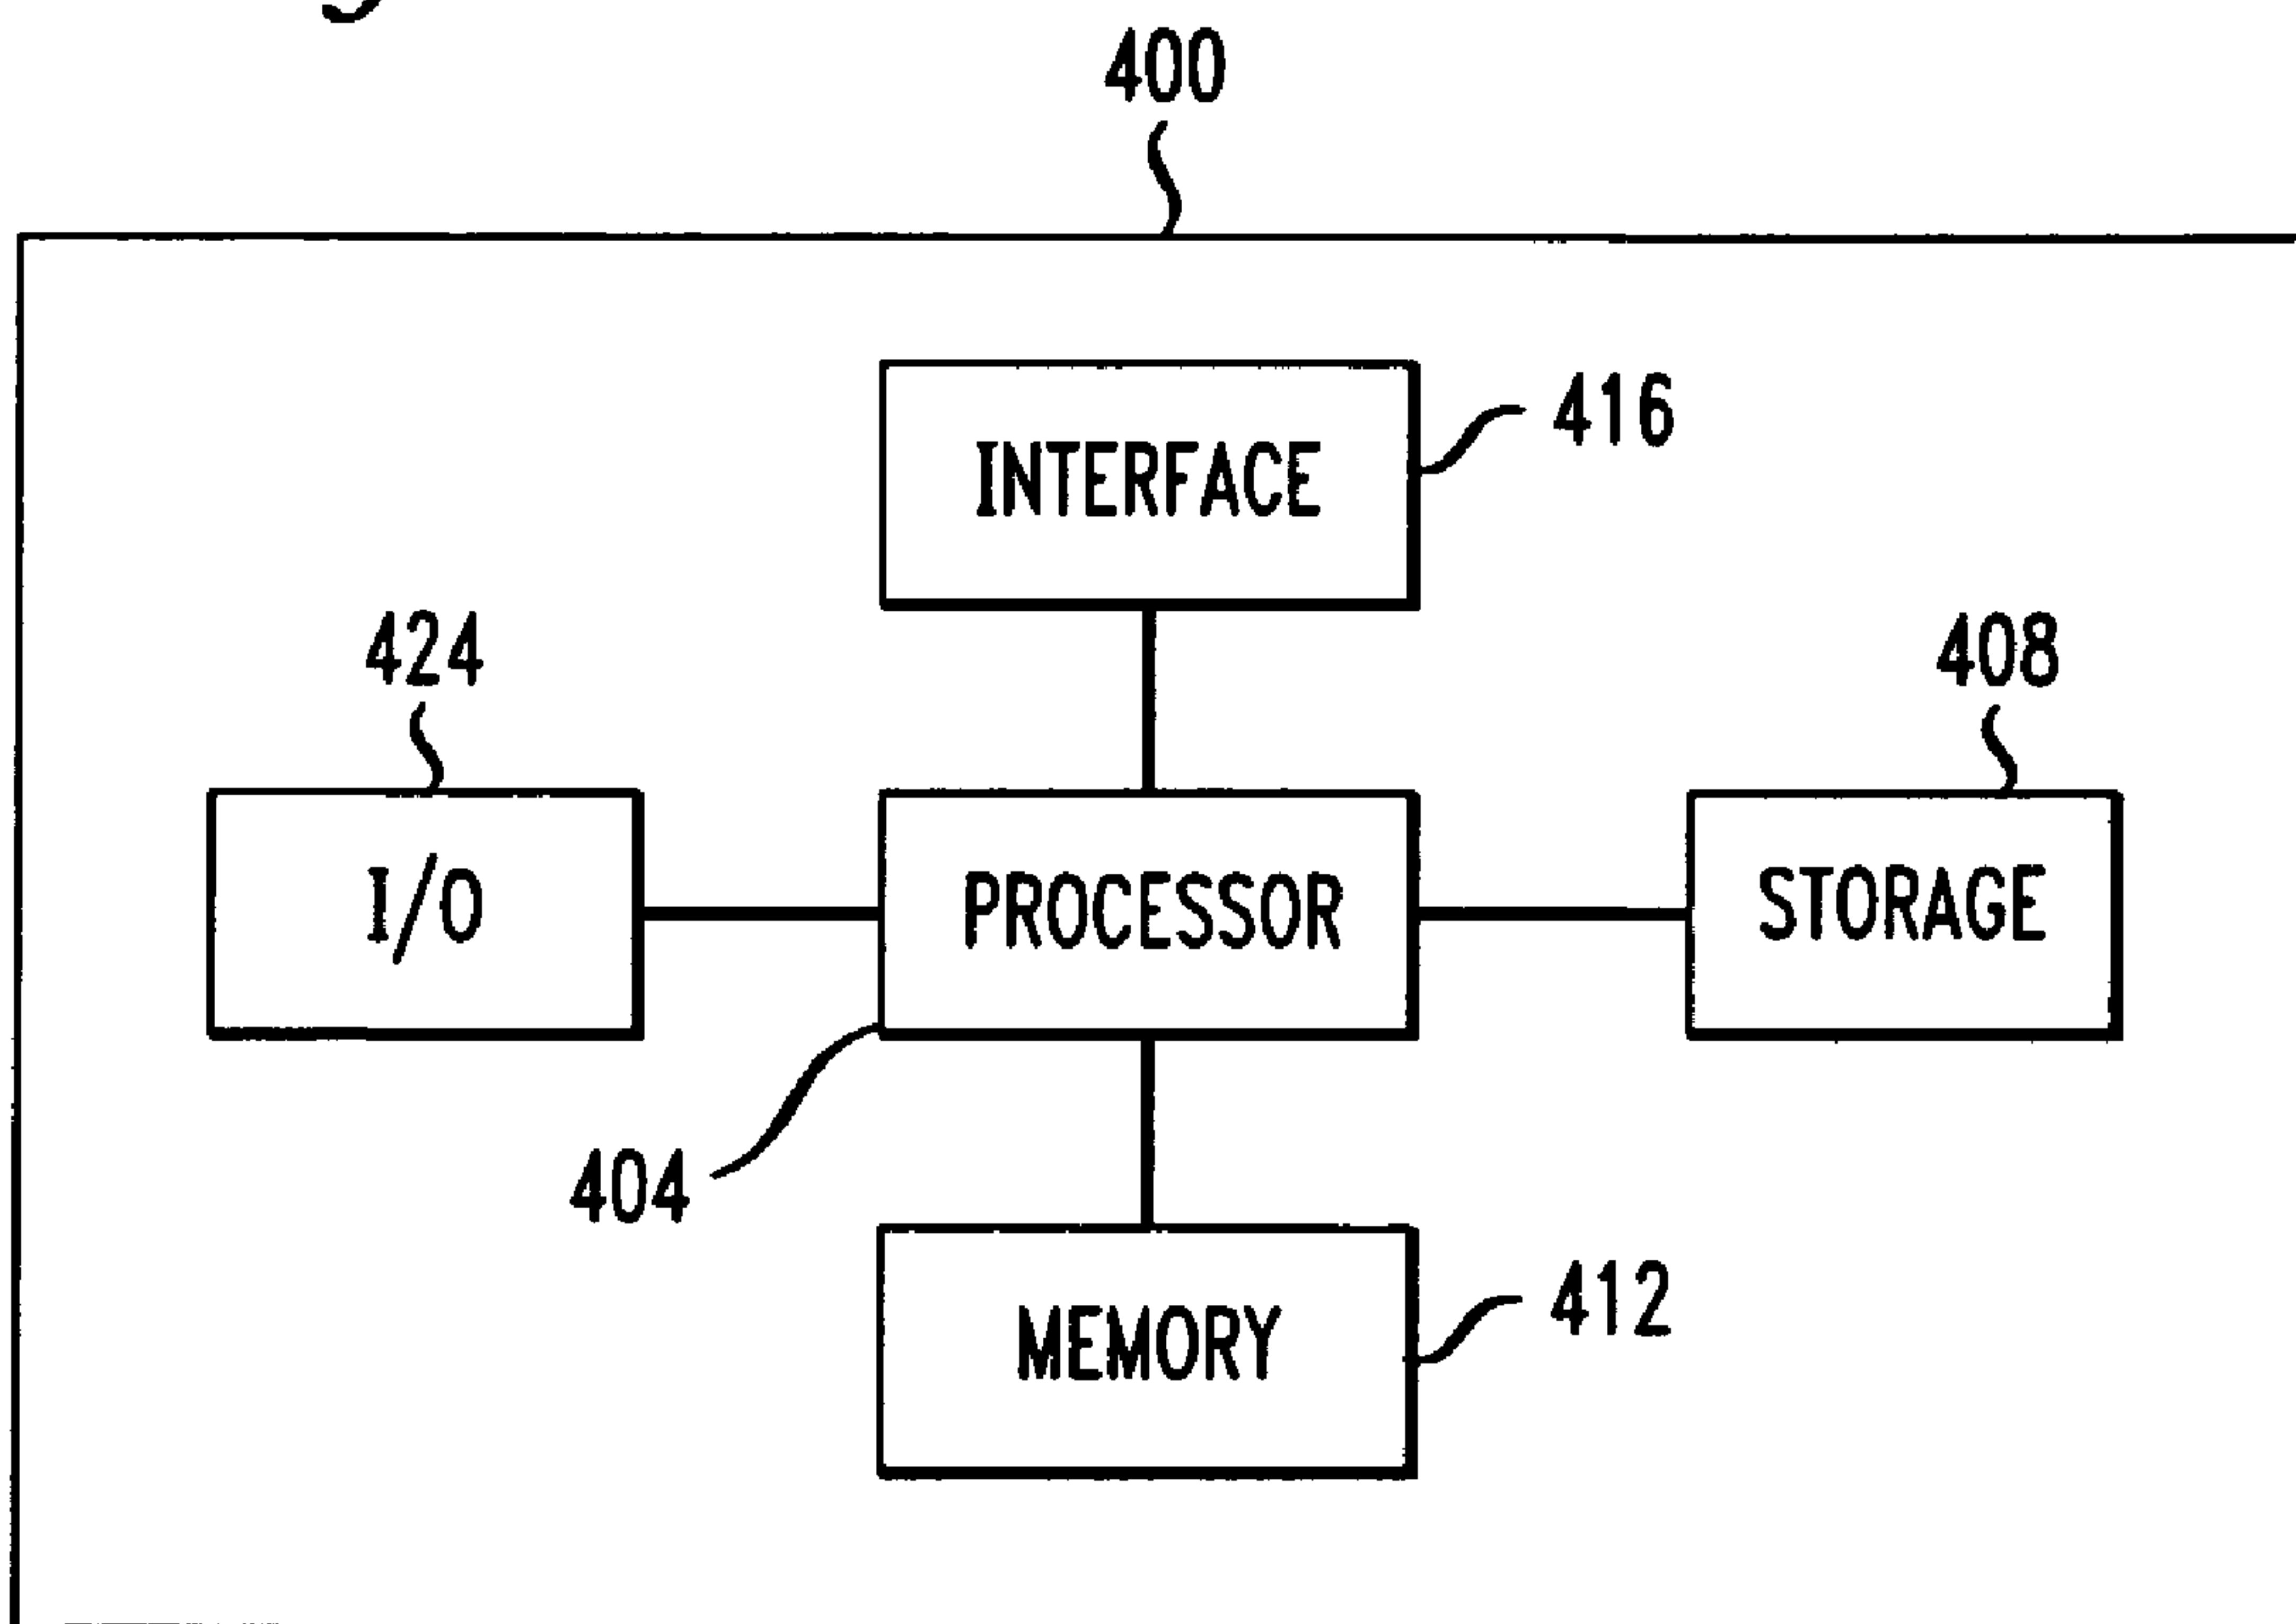 400
INTERFACE
416
424
408
I/O
PROCESSOR
STORAGE
404
MEMORY
412